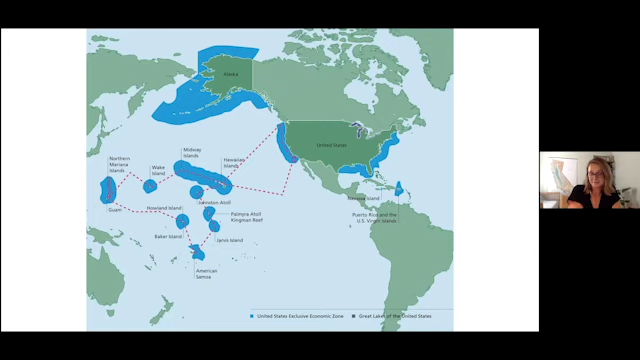 Alaska
United States
Northern
Mariana
Islands
Wake
Island
Midway
Islands
Hawaiian
Islands
Johnston Atoll
Guam
Howland Island
Palmyra Atoll
Kingman Reef
Baker Island
Jarvis Island
American
Samoa
Navassa Island
Puerto Rico and the
U.S. Virgin Islands
United States Exclusive Economic Zone
Great Lakes of the United States